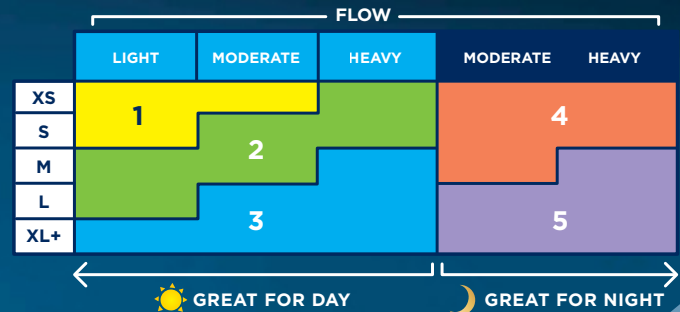 FLOW
LIGHT MODERATE HEAVY MODERATE HEAVY
XS
1
4
S
2
M
L
3
5
XL+
GREAT FOR DAY GREAT FOR NIGHT